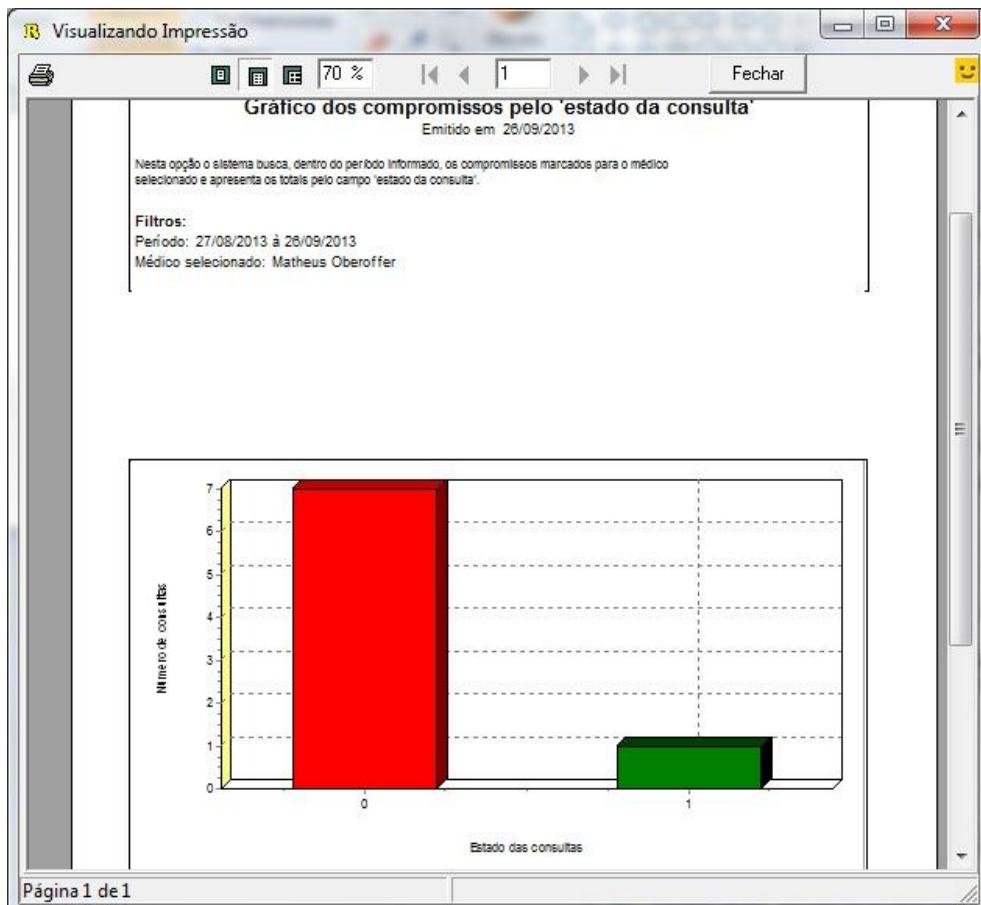 Visualizando Impressão
70 %
1
Fechar
Gráfico dos compromissos pelo 'estado da consulta'
Emitido em 26/09/2013
Nesta opção o sistema busca, dentro do período informado, os compromissos marcados para o médico
selecionado e apresenta os totais pelo campo 'estado da consulta'.
Filtros:
Período: 27/08/2013 à 26/09/2013
Médico selecionado: Matheus Oberoffer
7
6
5
4
3
2
1
0
Número de consultas
0
1
Estado das consultas
Página 1 de 1